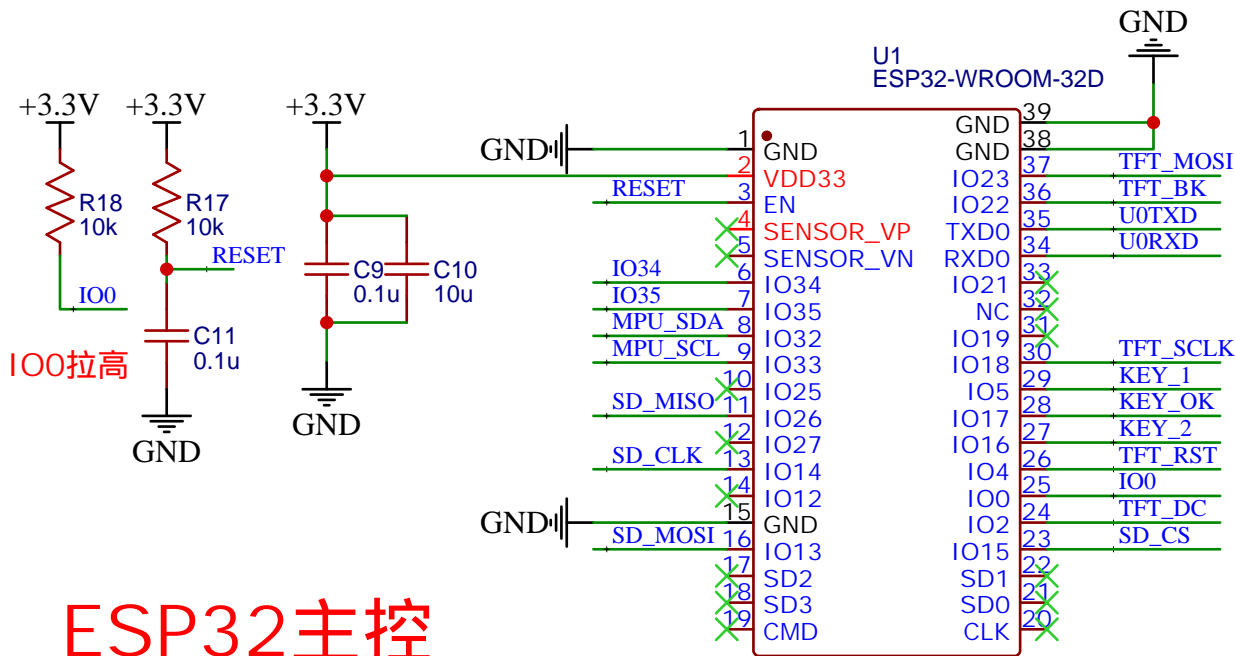 GND
U1
ESP32-WROOM-32D
+3.3V
+3.3V
+3.3V
R18
10k
R17
10k
RESET
IO0
IO0拉高
C11
0.1u
GND
C9
0.1u
C10
10u
GND
GND
1 GND
2 VDD33
RESET 3 EN
4 SENSOR_VP
5 SENSOR_VN
IO34 6 IO34
IO35 7 IO35
MPU_SDA 8 IO32
MPU_SCL 9 IO33
10 IO25
SD_MISO 11 IO26
12 IO27
SD_CLK 13 IO14
14 IO12
GND 15 GND
SD_MOSI 16 IO13
17 SD2
18 SD3
19 CMD
GND 39
GND 38
IO23 37 TFT_MOSI
IO22 36 TFT_BK
TXD0 35 U0TXD
RXD0 34 U0RXD
IO21 33
NC 32
IO19 31
IO18 30 TFT_SCLK
IO5 29 KEY_1
IO17 28 KEY_OK
IO16 27 KEY_2
IO4 26 TFT_RST
IO0 25 IO0
IO2 24 TFT_DC
IO15 23 SD_CS
SD1 22
SD0 21
CLK 20
ESP32主控